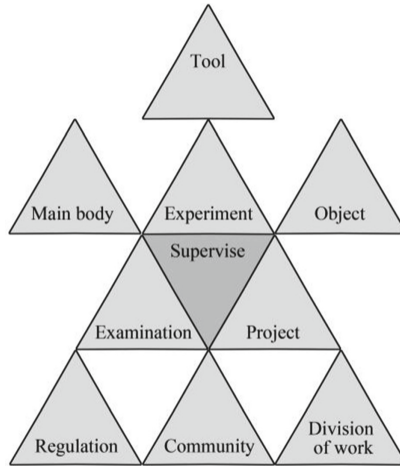 Tool
Main body
Experiment
Object
Supervise
Examination
Project
Regulation
Community
Division
of work